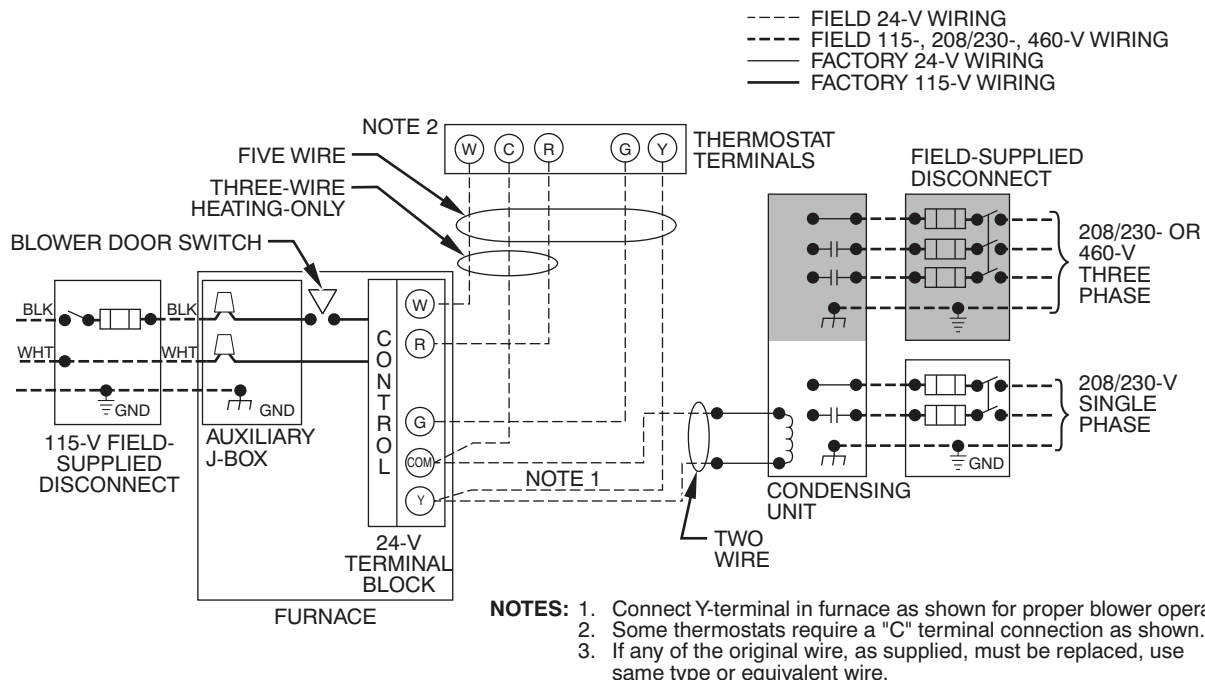 FIELD 24-V WIRING
FIELD 115-, 208/230-, 460-V WIRING
FACTORY 24-V WIRING
FACTORY 115-V WIRING
NOTE 2
W
C
R
G
Y
THERMOSTAT
TERMINALS
FIVE WIRE
THREE-WIRE
HEATING-ONLY
BLOWER DOOR SWITCH
FIELD-SUPPLIED
DISCONNECT
208/230- OR
460-V
THREE
PHASE
BLK
BLK
WHT
WHT
GND
GND
115-V FIELD-
SUPPLIED
DISCONNECT
AUXILIARY
J-BOX
CONTROL
W
R
G
COM
Y
24-V
TERMINAL
BLOCK
FURNACE
NOTE 1
TWO
WIRE
CONDENSING
UNIT
208/230-V
SINGLE
PHASE
GND
NOTES: 1. Connect Y-terminal in furnace as shown for proper blower opera
2. Some thermostats require a "C" terminal connection as shown.
3. If any of the original wire, as supplied, must be replaced, use
same type or equivalent wire.